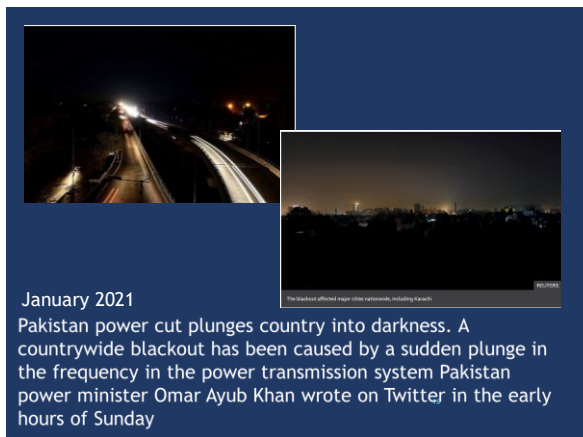 REUTERS
The blackout affected major cities nationwide, including Karachi
January 2021
Pakistan power cut plunges country into darkness. A
countrywide blackout has been caused by a sudden plunge in
the frequency in the power transmission system Pakistan
power minister Omar Ayub Khan wrote on Twitter in the early
hours of Sunday